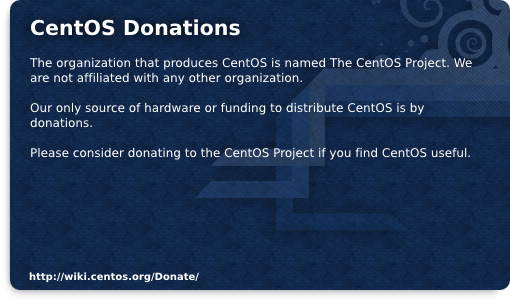 CentOS Donations
The organization that produces CentOS is named The CentOS Project. We
are not affiliated with any other organization.
Our only source of hardware or funding to distribute CentOS is by
donations.
Please consider donating to the CentOS Project if you find CentOS useful.
http://wiki.centos.org/Donate/